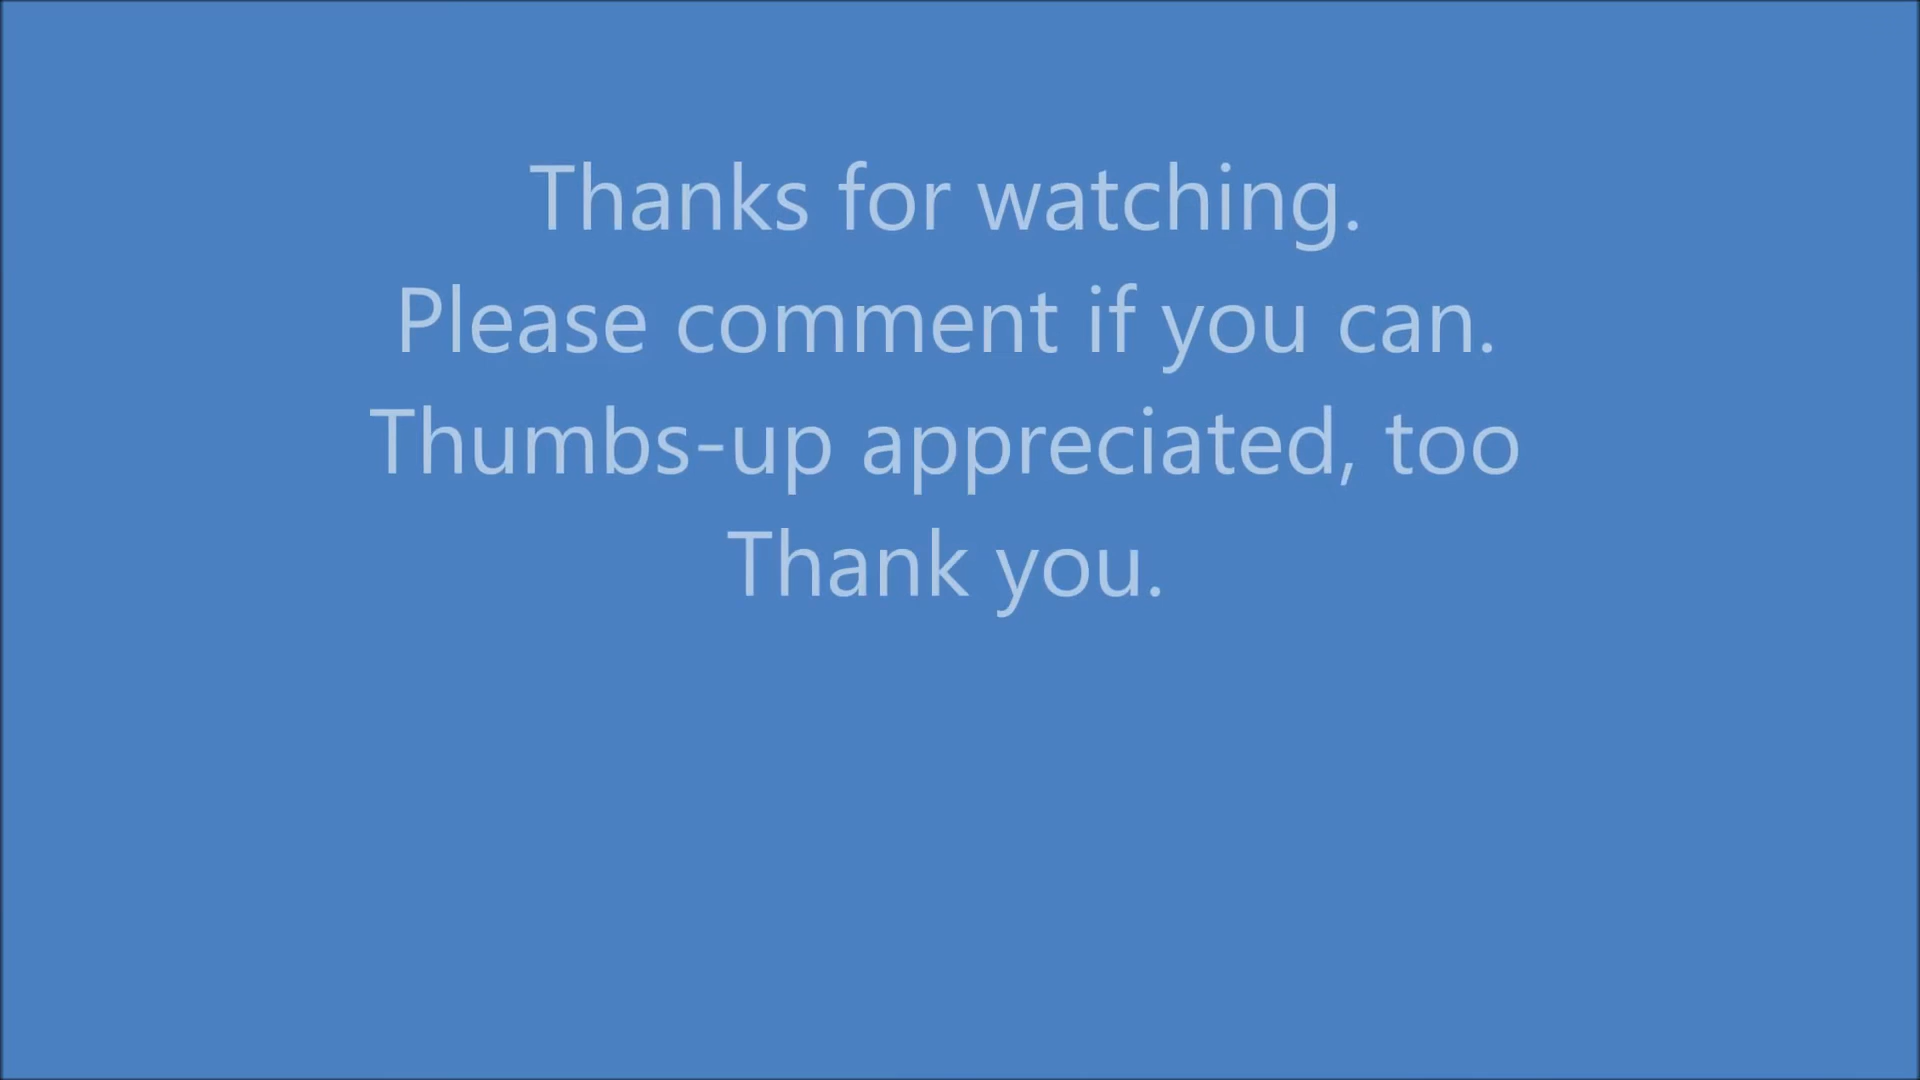 Thanks for watching.
Please comment if you can.
Thumbs-up appreciated, too
Thank you.